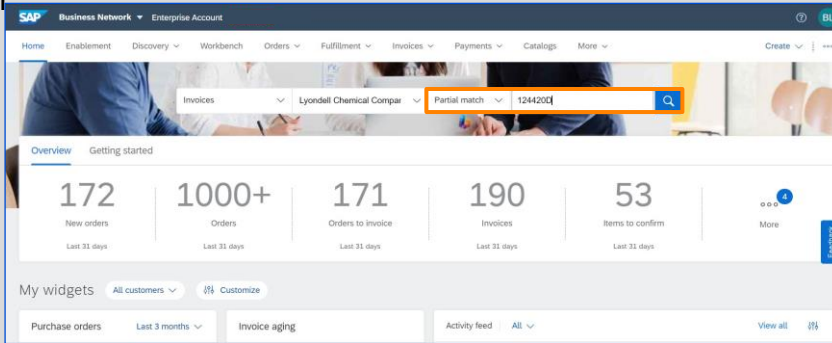 SAP Business Network Enterprise Account BL
Home Enablement Discovery Workbench Orders Fulfillment Invoices Payments Catalogs More Create
Invoices Lyondell Chemical Compar Partial match 124420D
Overview Getting started
172 1000+ 171 190 53 4
New orders Orders Orders to invoice Invoices Items to confirm More
Last 31 days Last 31 days Last 31 days Last 31 days Last 31 days
Feedback
My widgets All customers Customize
Purchase orders Last 3 months Invoice aging Activity feed All View all